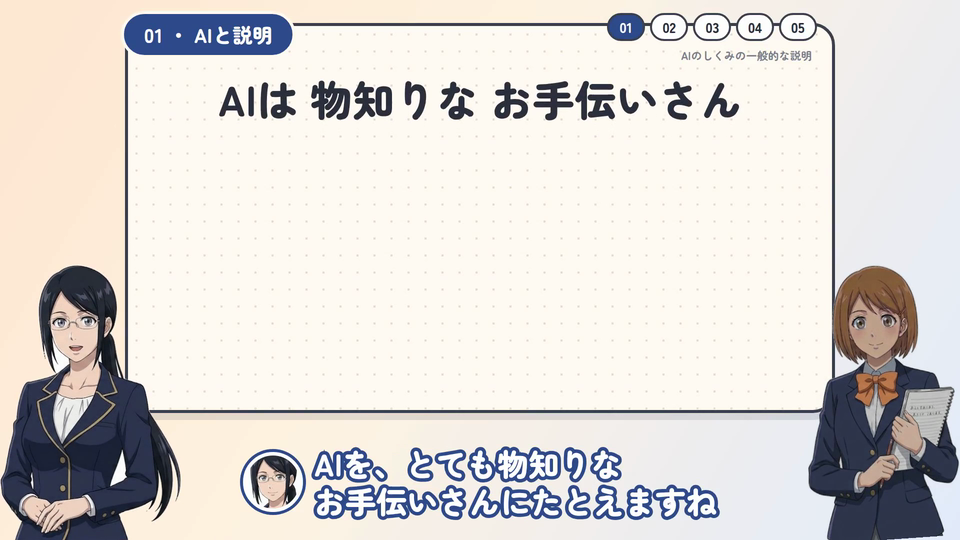 01 ・ AIと説明
01 02 03 04 05
AIのしくみの一般的な説明
AIは 物知りな お手伝いさん
AIを、とても物知りな
お手伝いさんにたとえますね